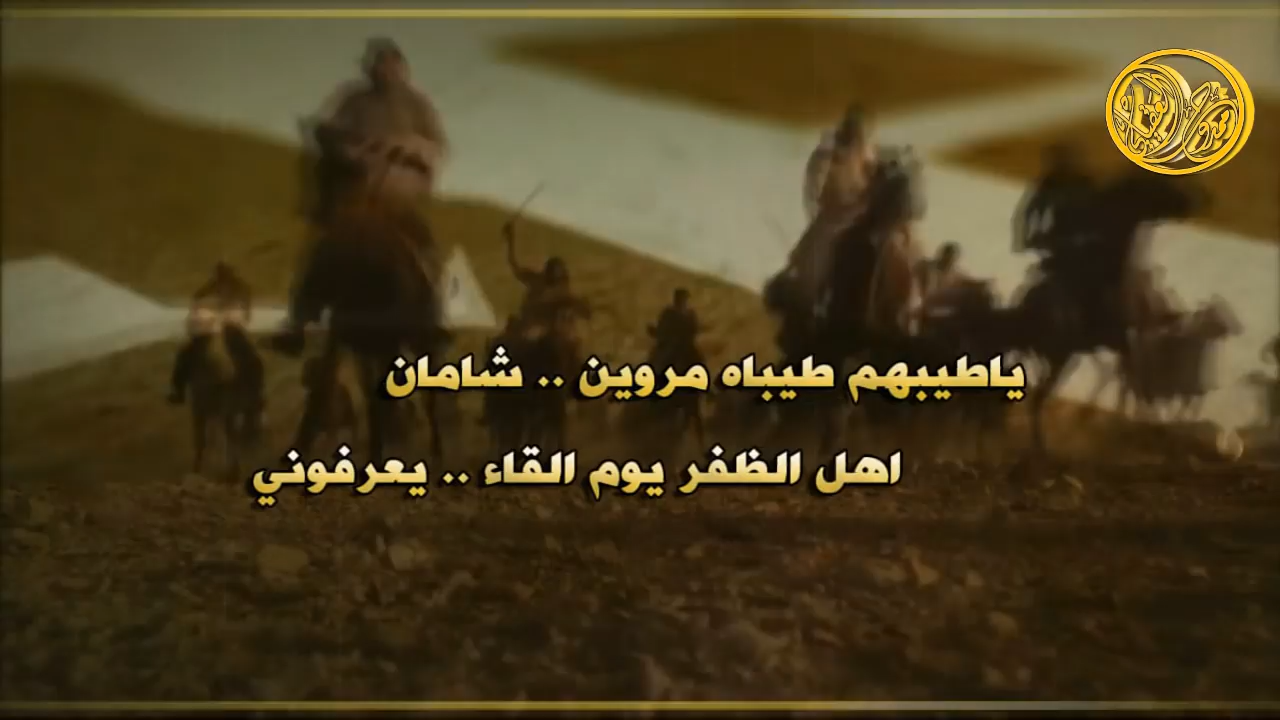 ياطيبهم طيباه مروين .. شامان
اهل الظفر يوم القاء .. يعرفوني